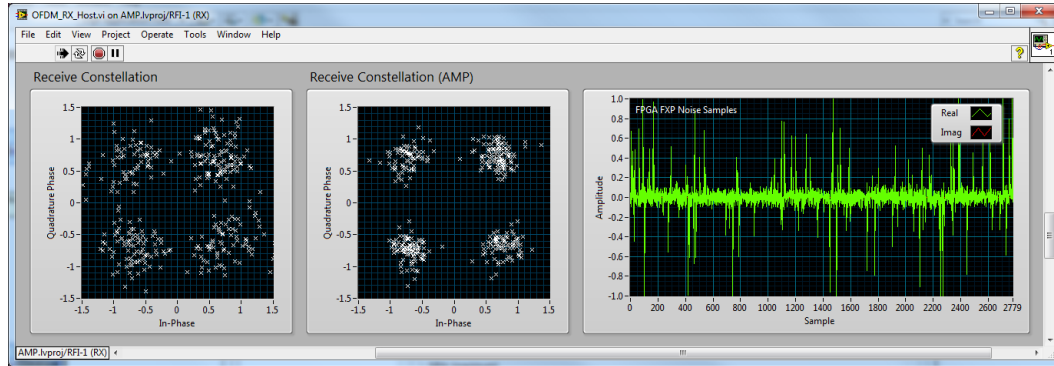 OFDM_RX_Host.vi on AMP.lvproj/RFI-1 (RX)
File Edit View Project Operate Tools Window Help
?
1
Receive Constellation
Receive Constellation (AMP)
1.5
1
0.5
0
-0.5
-1
-1.5
Quadrature Phase
-1.5 -1 -0.5 0 0.5 1 1.5
In-Phase
1.5
1
0.5
0
-0.5
-1
-1.5
Quadrature Phase
-1.5 -1 -0.5 0 0.5 1 1.5
In-Phase
FPGA FXP Noise Samples
Real
Imag
1.0
0.8
0.6
0.4
0.2
0.0
-0.2
-0.4
-0.6
-0.8
-1.0
Amplitude
0 200 400 600 800 1000 1200 1400 1600 1800 2000 2200 2400 2600 2779
Sample
AMP.lvproj/RFI-1 (RX)